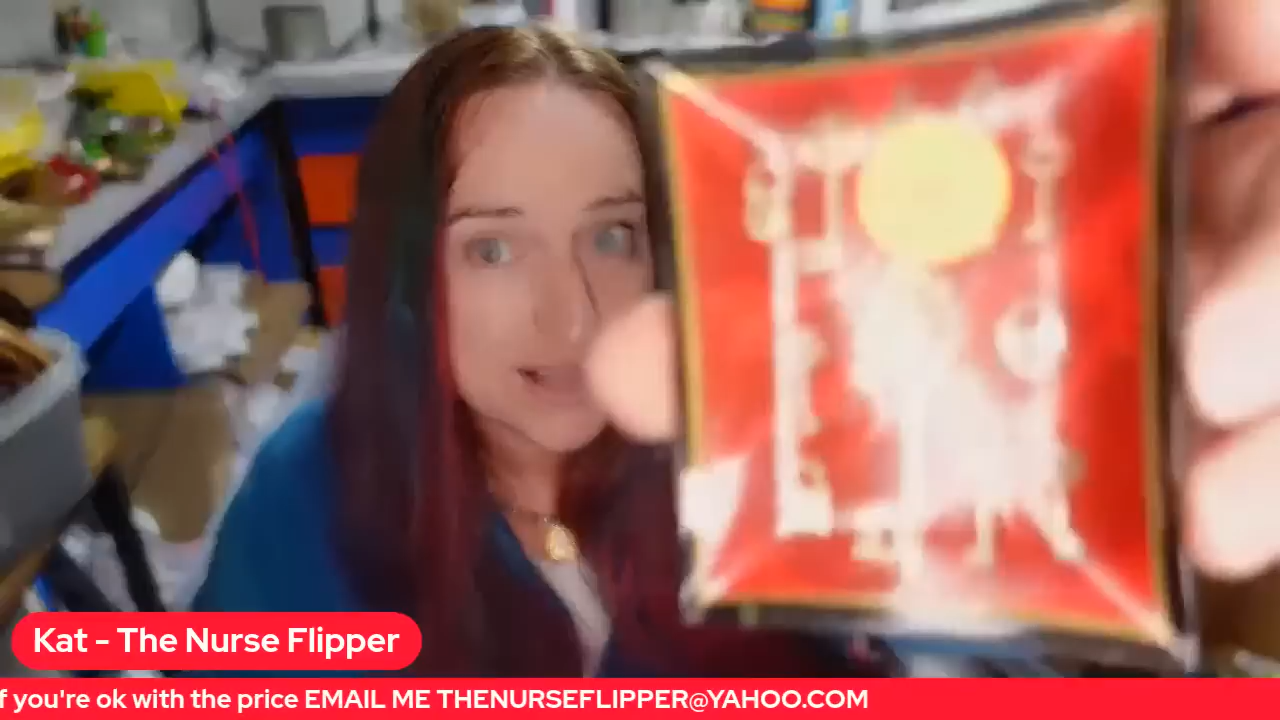 Kat - The Nurse Flipper
f you're ok with the price EMAIL ME THENURSEFLIPPER@YAHOO.COM